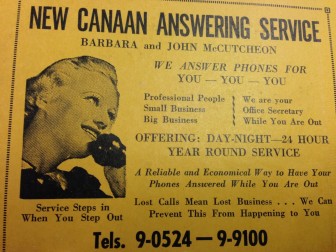 NEW CANAAN ANSWERING SERVICE
BARBARA and JOHN McCUTCHEON
WE ANSWER PHONES FOR
YOU — YOU — YOU
Professional People
Small Business
Big Business
We are your
Office Secretary
While You Are Out
OFFERING: DAY-NIGHT—24 HOUR
YEAR ROUND SERVICE
A Reliable and Economical Way to Have Your
Phones Answered While You Are Out
Service Steps in
When You Step Out
Lost Calls Mean Lost Business . . . We Can
Prevent This From Happening to You
Tels. 9-0524 — 9-9100